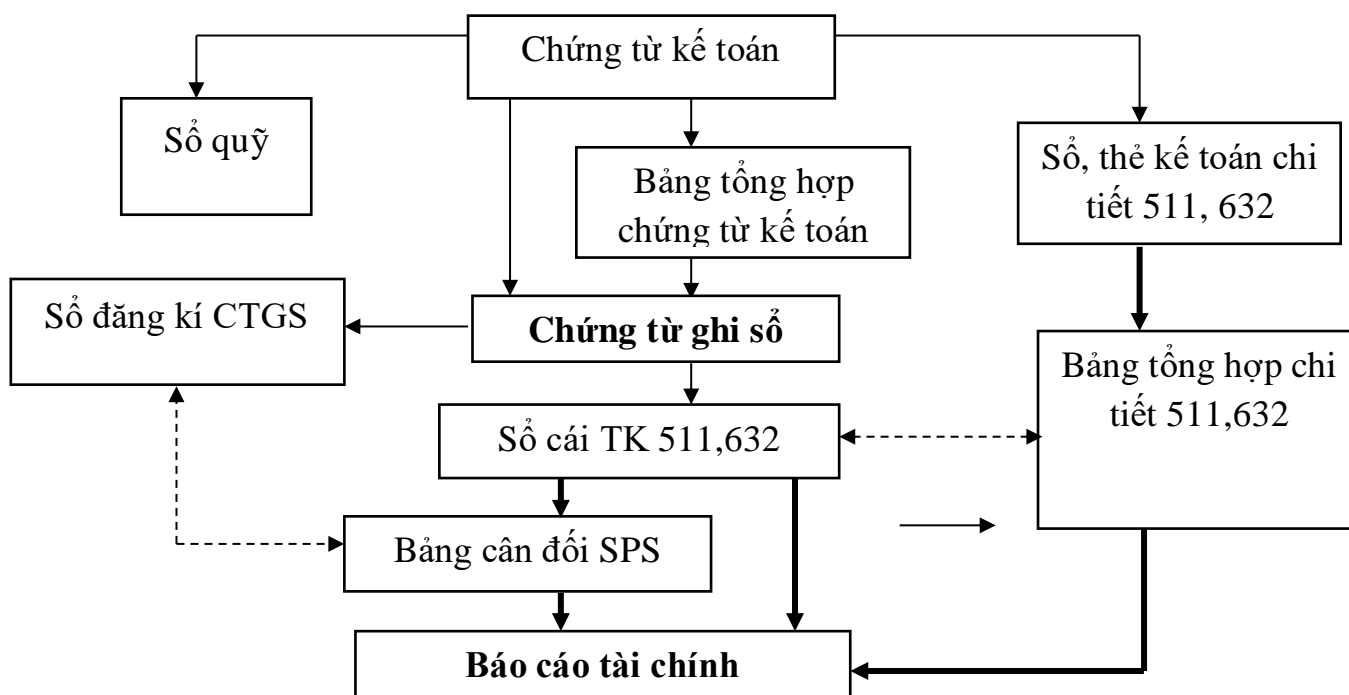 Chứng từ kế toán
Sổ quỹ
Bảng tổng hợp
chứng từ kế toán
Sổ, thẻ kế toán chi
tiết 511, 632
Sổ đăng kí CTGS
Chứng từ ghi sổ
Bảng tổng hợp chi
tiết 511,632
Sổ cái TK 511,632
Bảng cân đối SPS
Báo cáo tài chính